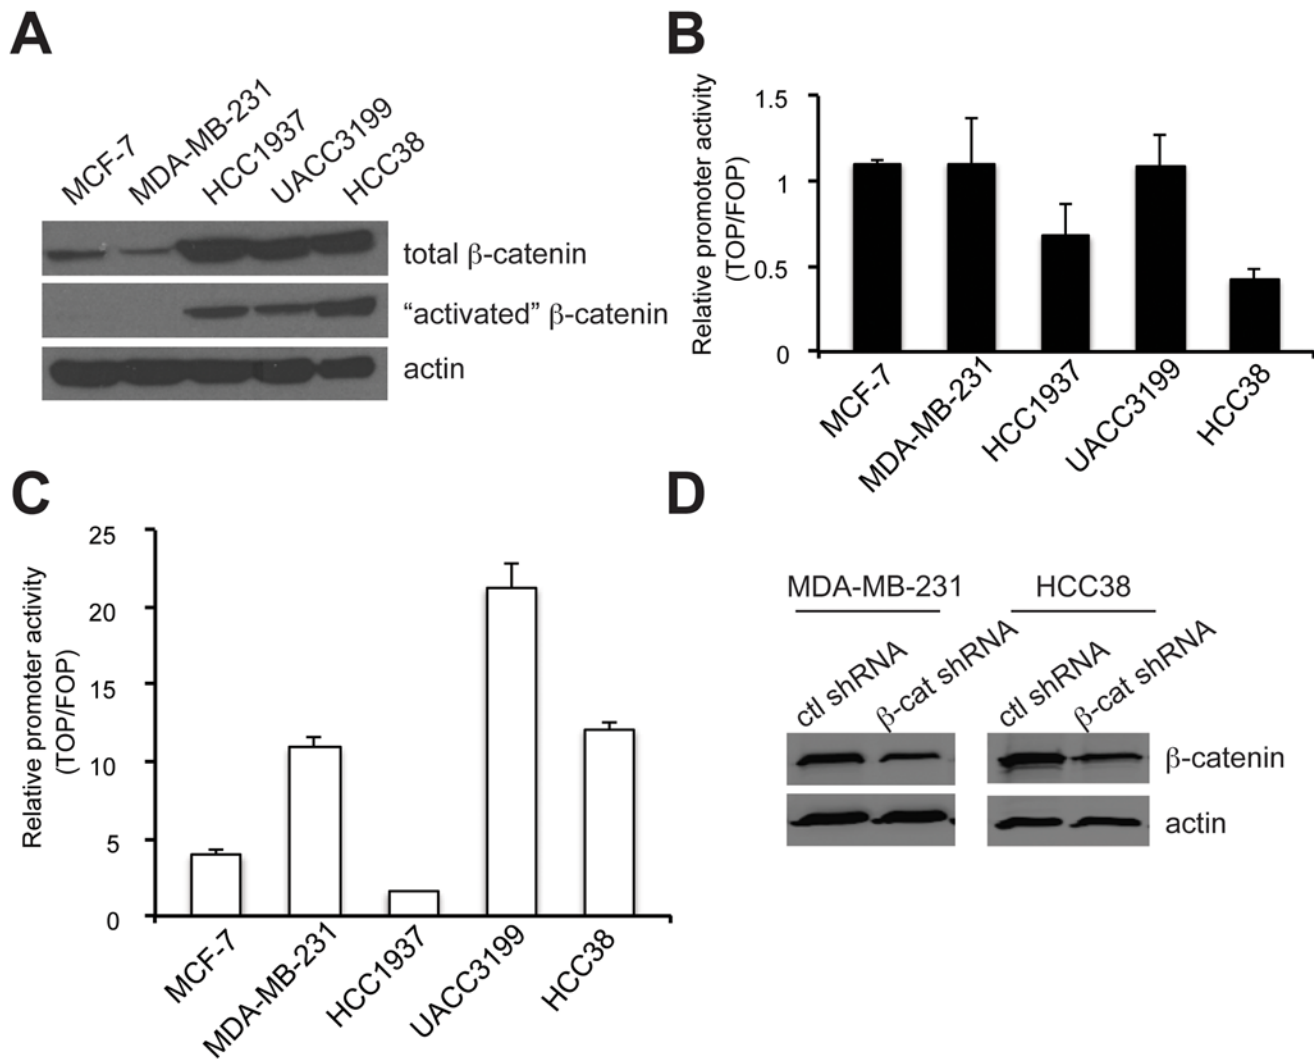 A
MCF-7
MDA-MB-231
HCC1937
UACC3199
HCC38
total β-catenin
“activated” β-catenin
actin
B
Relative promoter activity
(TOP/FOP)
1.5
1
0.5
0
MCF-7
MDA-MB-231
HCC1937
UACC3199
HCC38
C
Relative promoter activity
(TOP/FOP)
25
20
15
10
5
0
MCF-7
MDA-MB-231
HCC1937
UACC3199
HCC38
D
MDA-MB-231
HCC38
ctl shRNA
β-cat shRNA
ctl shRNA
β-cat shRNA
β-catenin
actin